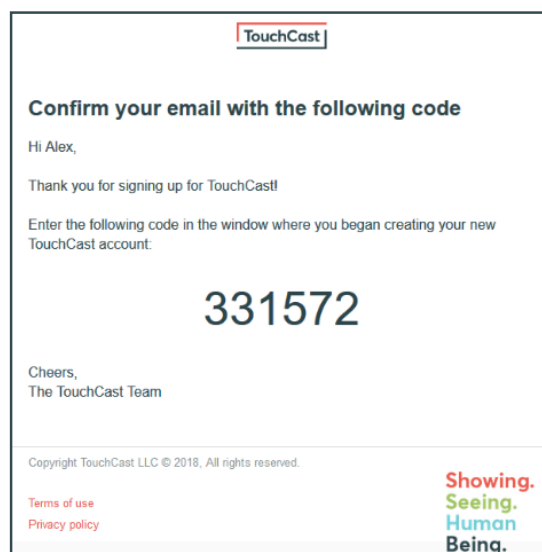 TouchCast
Confirm your email with the following code
Hi Alex,
Thank you for signing up for TouchCast!
Enter the following code in the window where you began creating your new
TouchCast account:
331572
Cheers,
The TouchCast Team
Copyright TouchCast LLC © 2018, All rights reserved.
Terms of use
Privacy policy
Showing.
Seeing.
Human
Being.